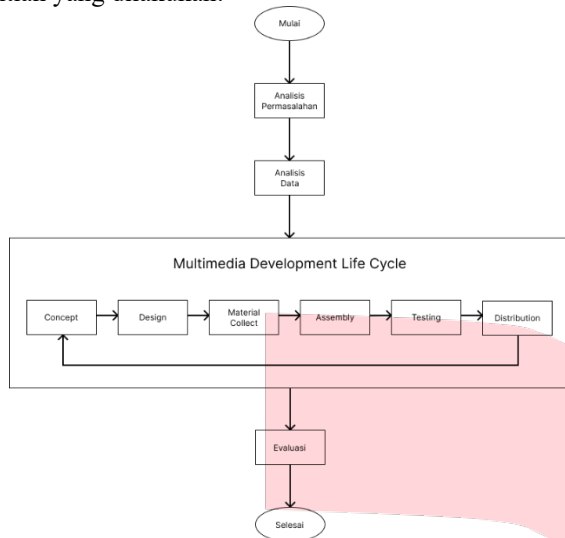 Mulai
Analisis
Permasalahan
Analisis
Data
Multimedia Development Life Cycle
Concept
Design
Material
Collect
Assembly
Testing
Distribution
Evaluasi
Selesai